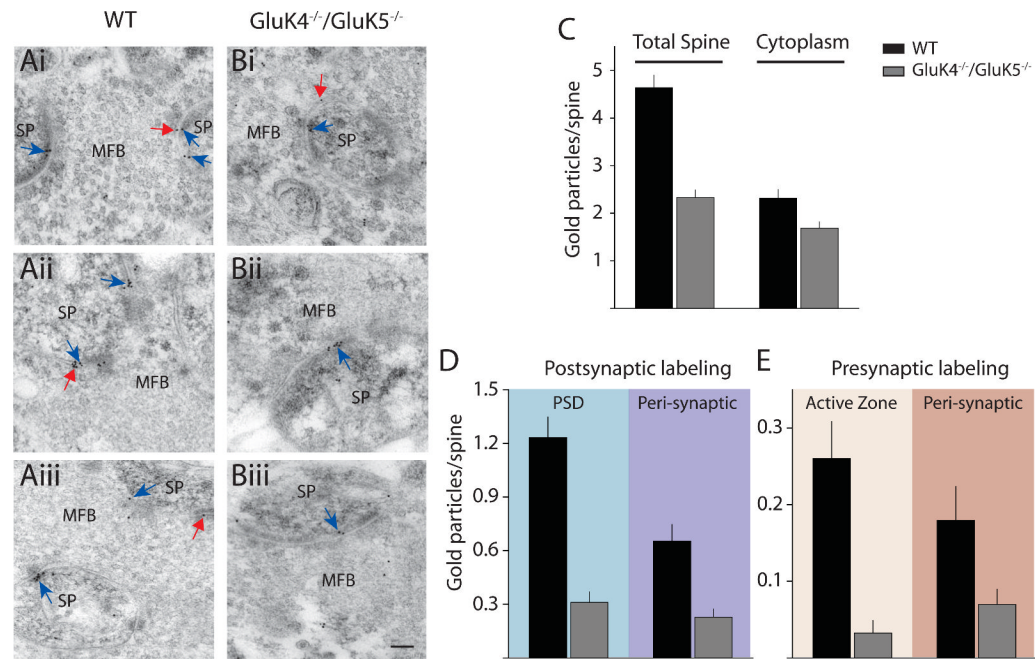 WT
GluK4⁻/⁻/GluK5⁻/⁻
Ai
SP
MFB
SP
Bi
MFB
SP
Aii
SP
MFB
Bii
MFB
SP
Aiii
SP
MFB
SP
Biii
SP
MFB
C
Total Spine
Cytoplasm
WT
GluK4⁻/⁻/GluK5⁻/⁻
Gold particles/spine
5
4
3
2
1
D
Postsynaptic labeling
PSD
Peri-synaptic
Gold particles/spine
1.5
1.2
0.9
0.6
0.3
E
Presynaptic labeling
Active Zone
Peri-synaptic
0.3
0.2
0.1